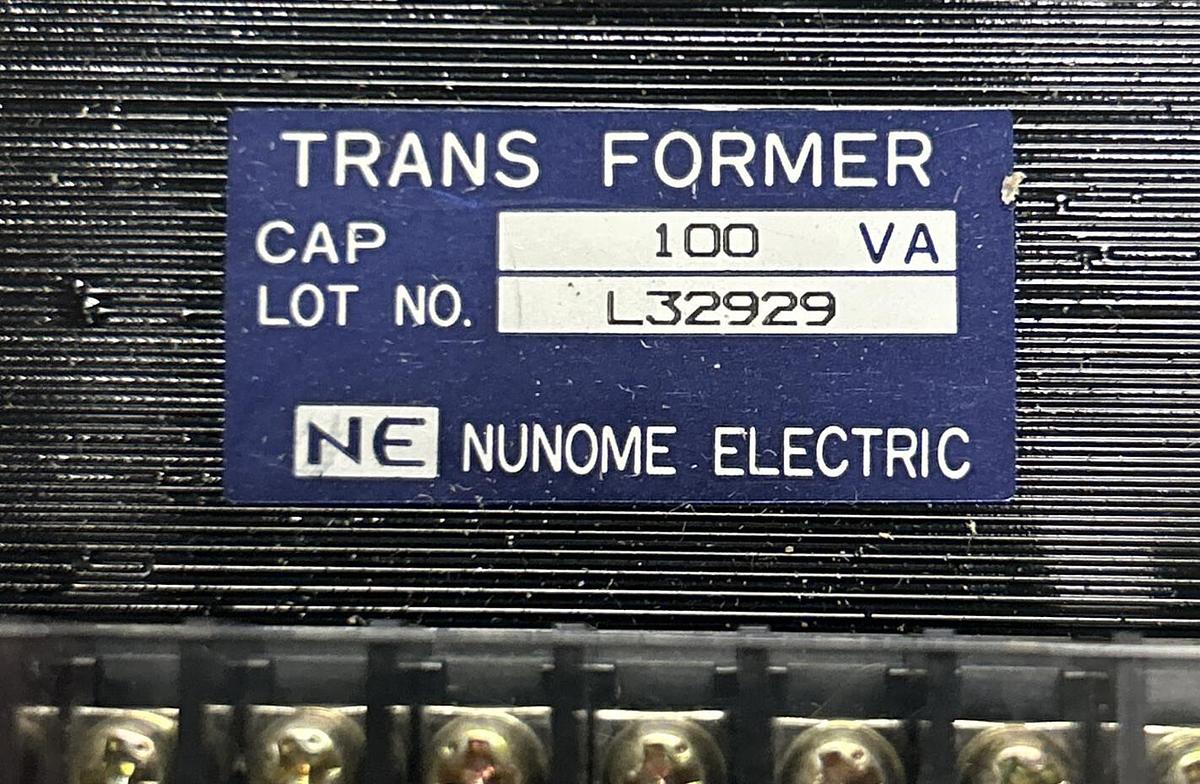 TRANS FORMER
CAP 100 VA
LOT NO. L32929
NE NUNOME ELECTRIC